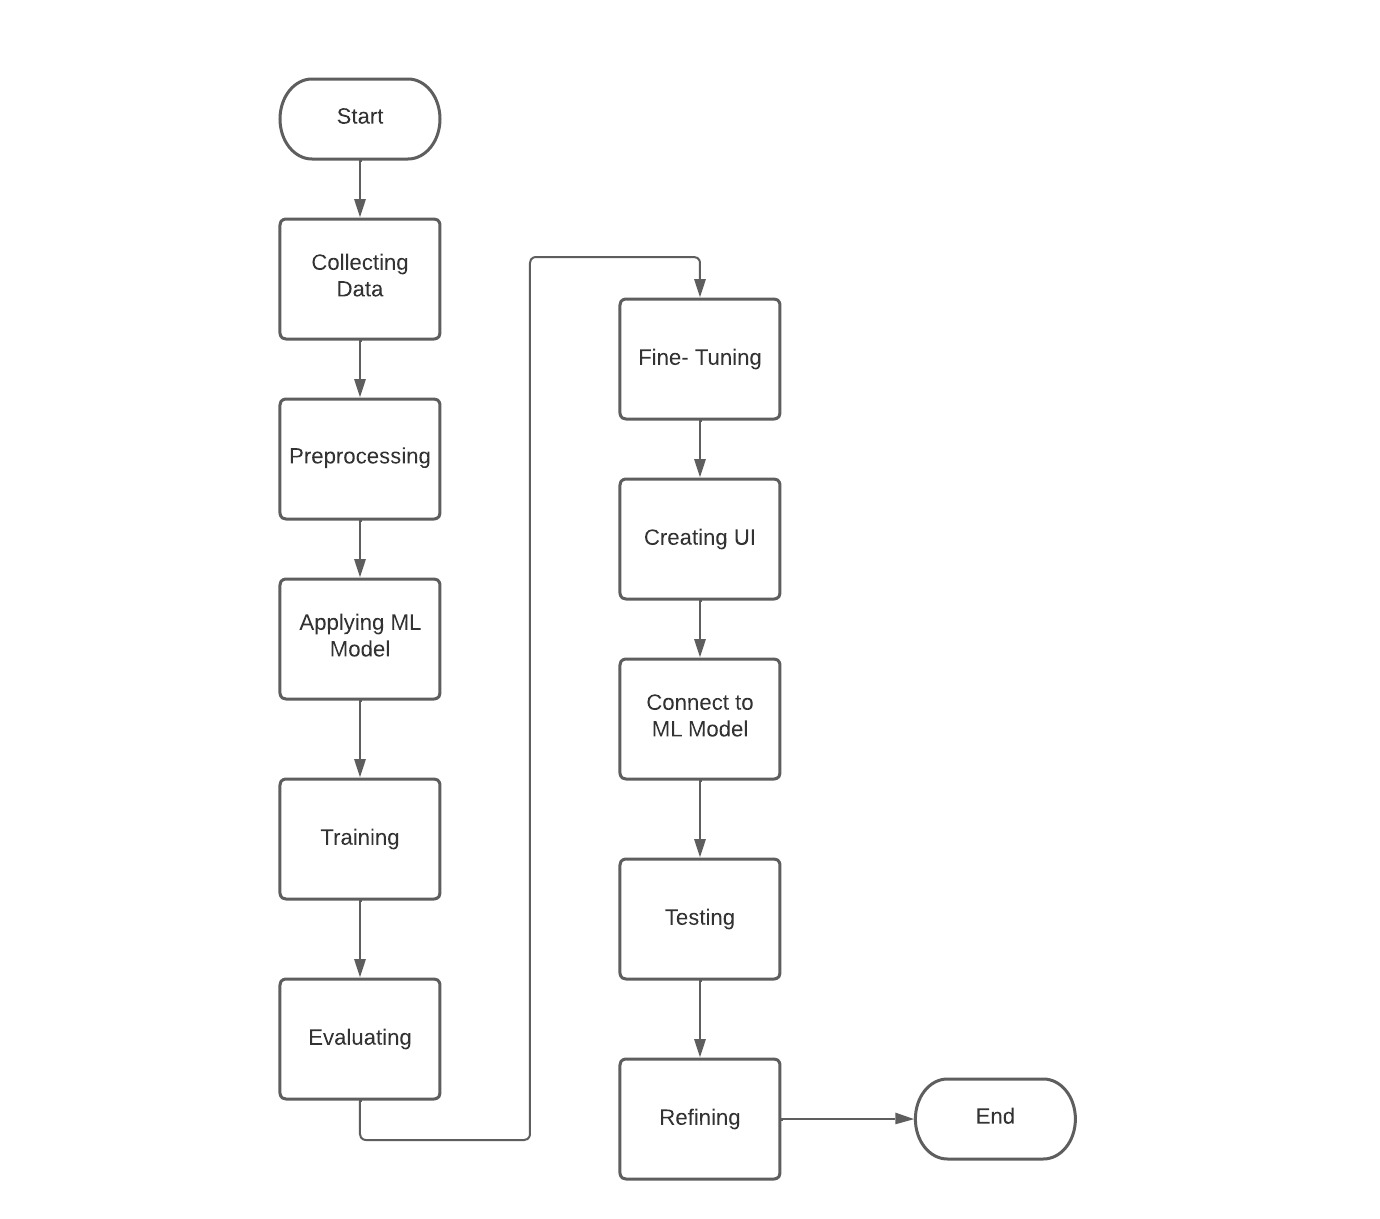 Start
Collecting
Data
Preprocessing
Applying ML
Model
Training
Evaluating
Fine- Tuning
Creating UI
Connect to
ML Model
Testing
Refining
End